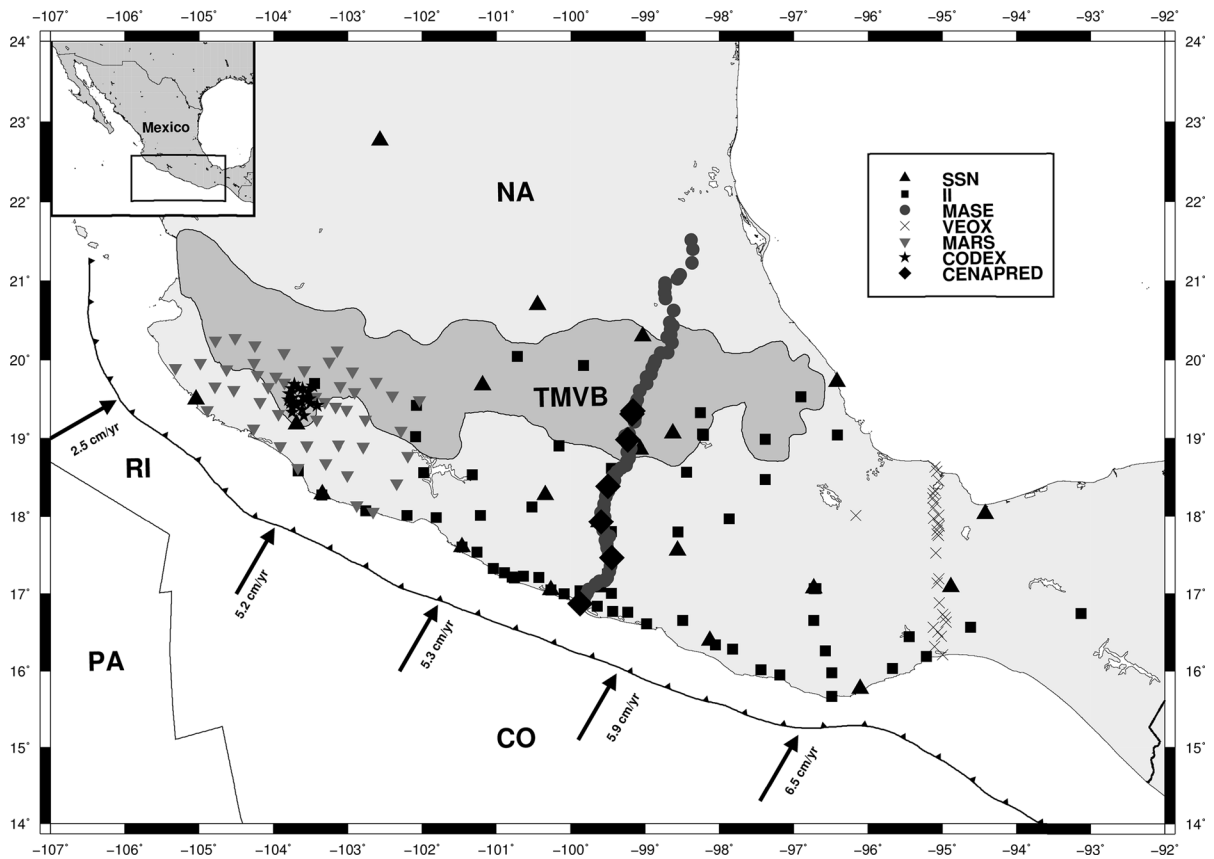 −107° −106° −105° −104° −103° −102° −101° −100° −99° −98° −97° −96° −95° −94° −93° −92°
24° 24°
23° 23°
22° 22°
21° 21°
20° 20°
19° 19°
18° 18°
17° 17°
16° 16°
15° 15°
14° 14°
Mexico
NA
SSN
II
MASE
VEOX
MARS
CODEX
CENAPRED
TMVB
2.5 cm/yr
RI
5.2 cm/yr
5.3 cm/yr
PA
5.9 cm/yr
CO
6.5 cm/yr
−107° −106° −105° −104° −103° −102° −101° −100° −99° −98° −97° −96° −95° −94° −93° −92°